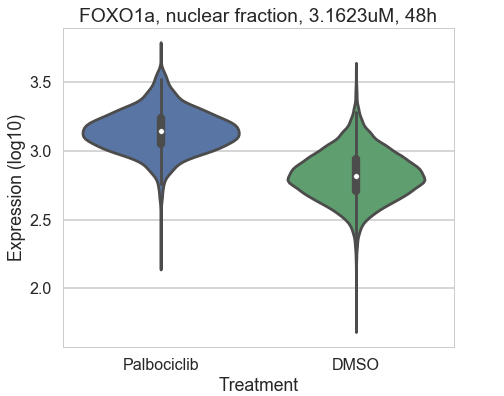 FOXO1a, nuclear fraction, 3.1623uM, 48h
Expression (log10)
3.5
3.0
2.5
2.0
Palbociclib DMSO
Treatment